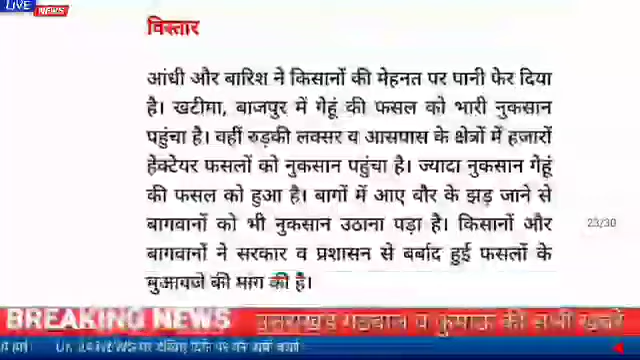 LIVE
NEWS
विस्तार
आंधी और बारिश ने किसानों की मेहनत पर पानी फेर दिया
है। खटीमा, बाजपुर में गेहूं की फसल को भारी नुकसान
पहुंचा है। वहीं रुड़की लक्सर व आसपास के क्षेत्रों में हजारों
हेक्टेयर फसलों को नुकसान पहुंचा है। ज्यादा नुकसान गेहूं
की फसल को हुआ है। बागों में आए बौर के झड़ जाने से
बागवानों को भी नुकसान उठाना पड़ा है। किसानों और
23/30
बागवानों ने सरकार व प्रशासन से बर्बाद हुई फसलों के
मुआवजे की मांग की है।
BREAKING NEWS उत्तराखंड गढ़वाल व कुमाऊ की सभी खबरें